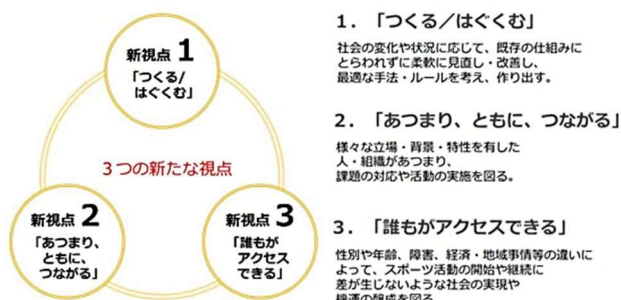 新視点 1
「つくる/
はぐくむ」
3つの新たな視点
新視点 2
「あつまり、
ともに、
つながる」
新視点 3
「誰もが
アクセス
できる」
1.「つくる/はぐくむ」
社会の変化や状況に応じて、既存の仕組みに
とらわれずに柔軟に見直し・改善し、
最適な手法・ルールを考え、作り出す。
2.「あつまり、ともに、つながる」
様々な立場・背景・特性を有した
人・組織があつまり、
課題の対応や活動の実施を図る。
3.「誰もがアクセスできる」
性別や年齢、障害、経済・地域事情等の違いに
よって、スポーツ活動の開始や継続に
差が生じないような社会の実現や
機運の醸成を図る